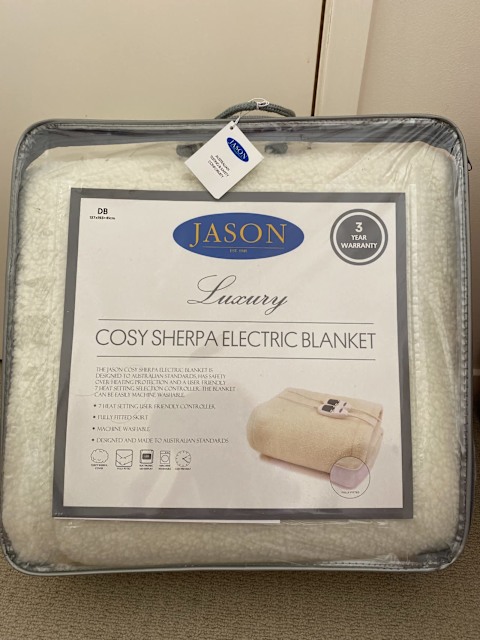 JASON
DB
137x193+41cm
JASON
3
YEAR
WARRANTY
Luxury
COSY SHERPA ELECTRIC BLANKET
THE JASON COSY SHERPA ELECTRIC BLANKET IS
DESIGNED TO AUSTRALIAN STANDARDS, HAS SAFETY
OVER HEATING PROTECTION AND A USER FRIENDLY
7 HEAT SETTING SELECTION CONTROLLER. THE BLANKET
CAN BE EASILY MACHINE WASHABLE.
• 7 HEAT SETTING USER FRIENDLY CONTROLLER
• FULLY FITTED SKIRT
• MACHINE WASHABLE
• DESIGNED AND MADE TO AUSTRALIAN STANDARDS